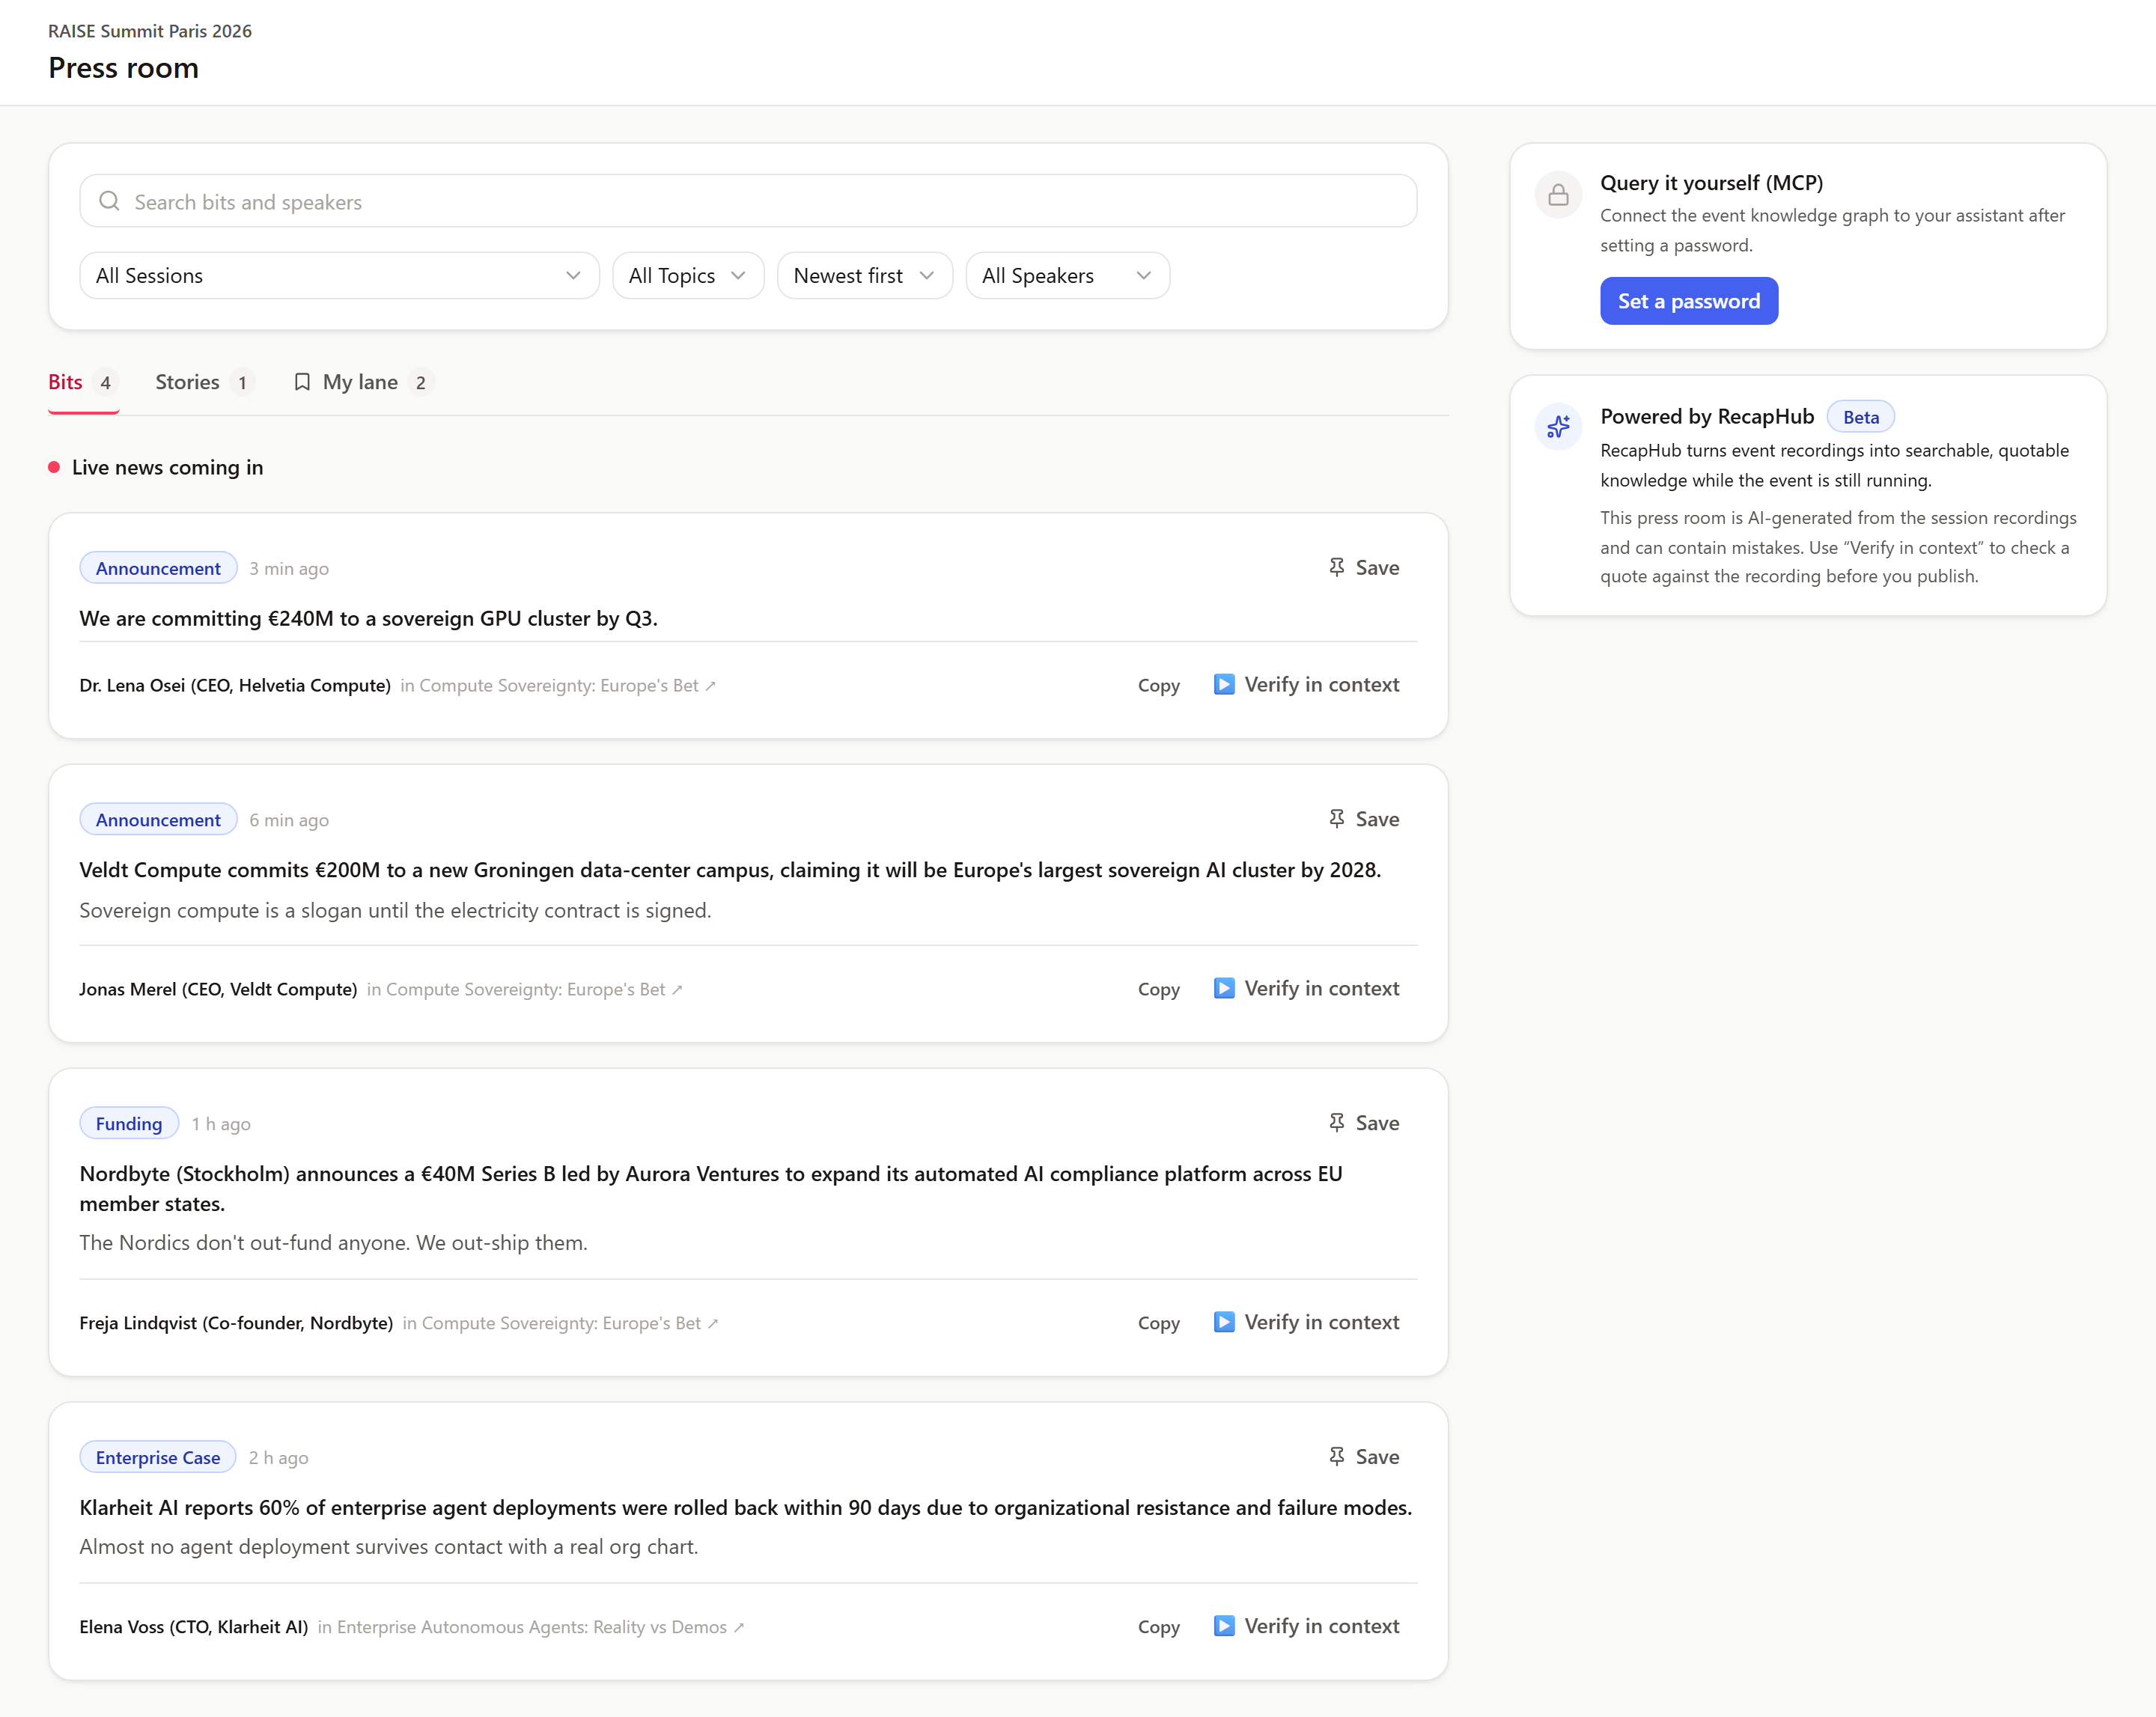 RAISE Summit Paris 2026
Press room
Search bits and speakers
All Sessions
All Topics
Newest first
All Speakers
Bits 4
Stories 1
My lane 2
Live news coming in
Announcement 3 min ago
Save
We are committing €240M to a sovereign GPU cluster by Q3.
Dr. Lena Osei (CEO, Helvetia Compute) in Compute Sovereignty: Europe's Bet ↗
Copy
Verify in context
Announcement 6 min ago
Save
Veldt Compute commits €200M to a new Groningen data-center campus, claiming it will be Europe's largest sovereign AI cluster by 2028.
Sovereign compute is a slogan until the electricity contract is signed.
Jonas Merel (CEO, Veldt Compute) in Compute Sovereignty: Europe's Bet ↗
Copy
Verify in context
Funding 1 h ago
Save
Nordbyte (Stockholm) announces a €40M Series B led by Aurora Ventures to expand its automated AI compliance platform across EU
member states.
The Nordics don't out-fund anyone. We out-ship them.
Freja Lindqvist (Co-founder, Nordbyte) in Compute Sovereignty: Europe's Bet ↗
Copy
Verify in context
Enterprise Case 2 h ago
Save
Klarheit AI reports 60% of enterprise agent deployments were rolled back within 90 days due to organizational resistance and failure modes.
Almost no agent deployment survives contact with a real org chart.
Elena Voss (CTO, Klarheit AI) in Enterprise Autonomous Agents: Reality vs Demos ↗
Copy
Verify in context
Query it yourself (MCP)
Connect the event knowledge graph to your assistant after
setting a password.
Set a password
Powered by RecapHub Beta
RecapHub turns event recordings into searchable, quotable
knowledge while the event is still running.
This press room is AI-generated from the session recordings
and can contain mistakes. Use “Verify in context” to check a
quote against the recording before you publish.